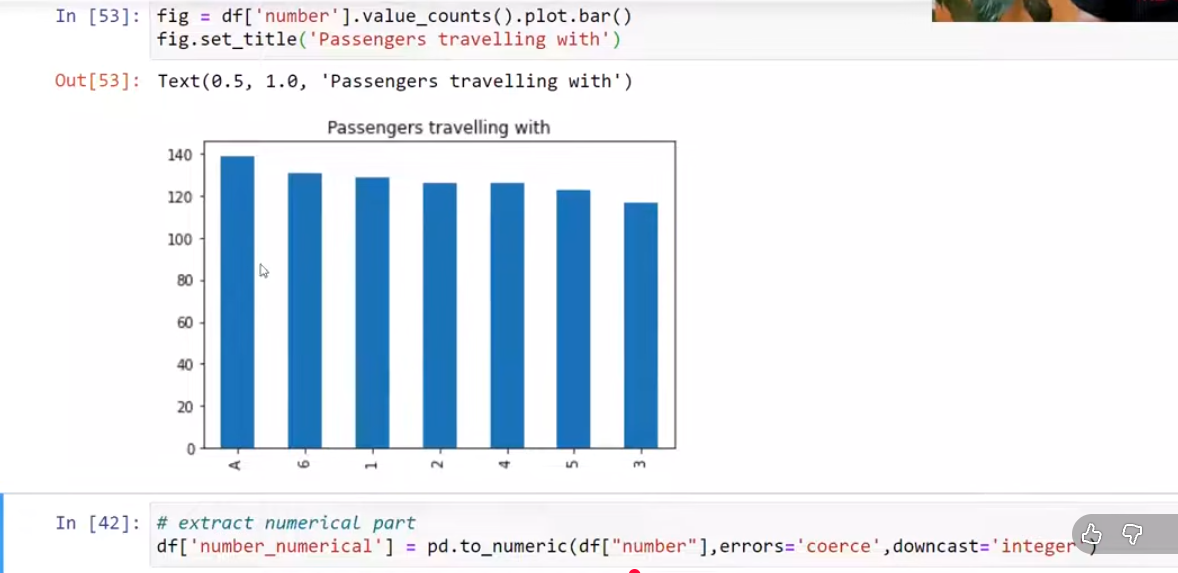 In [53]: fig = df['number'].value_counts().plot.bar()
fig.set_title('Passengers travelling with')
Out[53]: Text(0.5, 1.0, 'Passengers travelling with')
Passengers travelling with
140
120
100
80
60
40
20
0
A 6 1 2 4 5 3
In [42]: # extract numerical part
df['number_numerical'] = pd.to_numeric(df["number"],errors='coerce',downcast='integer')